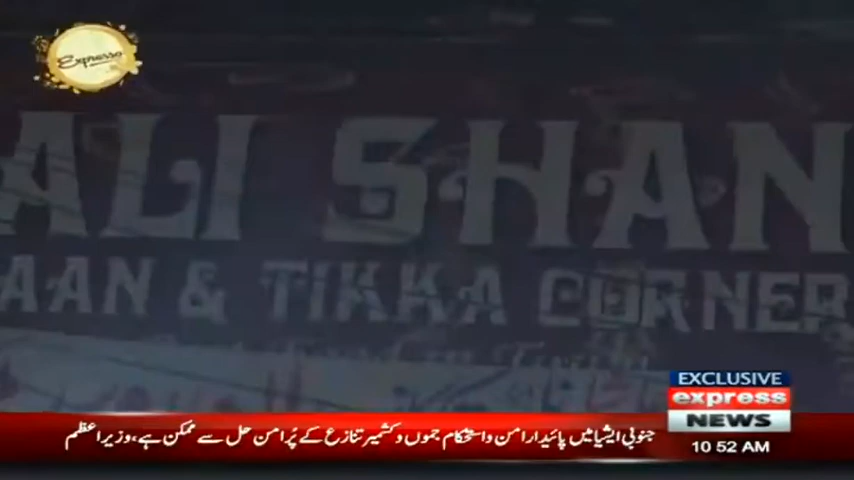 Expresso
ALI SHAN
AAN & TIKKA CORNER
EXCLUSIVE
express
NEWS
10:52 AM
جنوبی ایشیا میں پائیدار امن و استحکام جموں و کشمیر تنازع کے پُرامن حل سے ممکن ہے، وزیراعظم